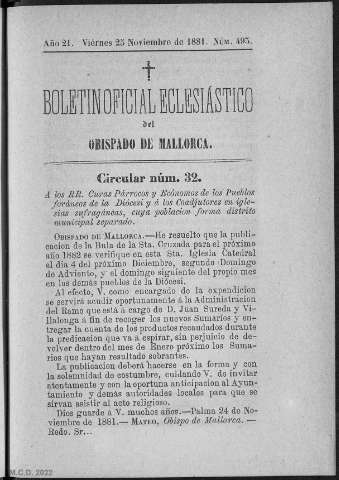 Año 21. Viérnes 25 Noviembre de 1881. Núm. 495.
BOLETIN OFICIAL ECLESIÁSTICO
del
OBISPADO DE MALLORCA.
Circular núm. 32.
A los RR. Curas Párrocos y Ecónomos de los Pueblos
foráneos de la Diócesi y á los Coadjutores en igle-
sias sufragáneas, cuya poblacion forma distrito
municipal separado.
Obispado de Mallorca.—He resuelto que la publi-
cacion de la Bula de la Sta. Cruzada para el próximo
año 1882 se verifique en esta Sta. Iglesia Catedral
el dia 4 del próximo Diciembre, segundo Domingo
de Adviento, y el domingo siguiente del propio mes
en los demás pueblos de la Diócesi.
Al efecto, V. como encargado de la expendicion
se servirá acudir oportunamente á la Administracion
del Ramo que está á cargo de D. Juan Sureda y Vi-
llalonga á fin de recoger los nuevos Sumarios y en-
tregar la cuenta de los productos recaudados durante
la predicacion que va á espirar, sin perjuicio de de-
volver dentro del mes de Enero próximo los Suma-
rios que hayan resultado sobrantes.
La publicacion deberá hacerse en la forma y con
la solemnidad de costumbre, cuidando V. de invitar
atentamente y con la oportuna anticipacion al Ayun-
tamiento y demás autoridades locales para que se
sirvan asistir al acto religioso.
Dios guarde á V. muchos años.—Palma 24 de No-
viembre de 1881.— Mateo, Obispo de Mallorca. —
Redo. Sr...
M.C.D. 2022